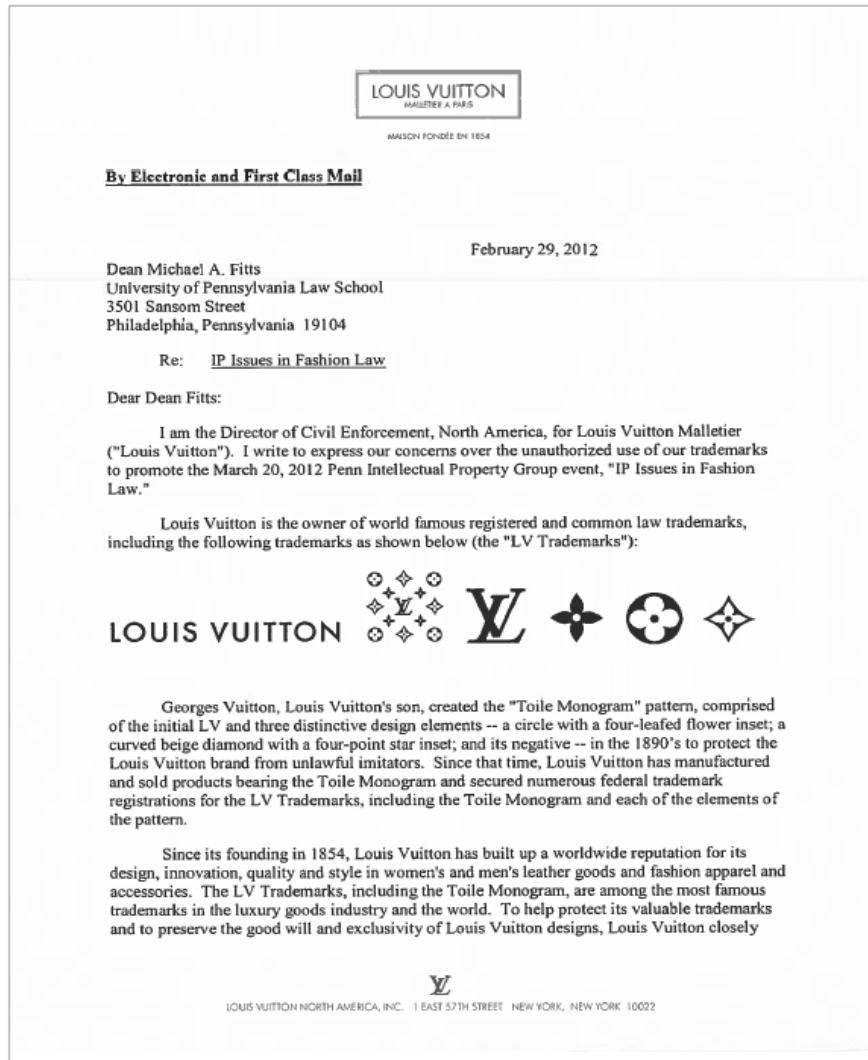 LOUIS VUITTON
MALLETIER A PARIS
MAISON FONDÉE EN 1854
By Electronic and First Class Mail
February 29, 2012
Dean Michael A. Fitts
University of Pennsylvania Law School
3501 Sansom Street
Philadelphia, Pennsylvania 19104
Re: IP Issues in Fashion Law
Dear Dean Fitts:
I am the Director of Civil Enforcement, North America, for Louis Vuitton Malletier
("Louis Vuitton"). I write to express our concerns over the unauthorized use of our trademarks
to promote the March 20, 2012 Penn Intellectual Property Group event, "IP Issues in Fashion
Law."
Louis Vuitton is the owner of world famous registered and common law trademarks,
including the following trademarks as shown below (the "LV Trademarks"):
LOUIS VUITTON LV LV
Georges Vuitton, Louis Vuitton's son, created the "Toile Monogram" pattern, comprised
of the initial LV and three distinctive design elements -- a circle with a four-leafed flower inset; a
curved beige diamond with a four-point star inset; and its negative -- in the 1890's to protect the
Louis Vuitton brand from unlawful imitators. Since that time, Louis Vuitton has manufactured
and sold products bearing the Toile Monogram and secured numerous federal trademark
registrations for the LV Trademarks, including the Toile Monogram and each of the elements of
the pattern.
Since its founding in 1854, Louis Vuitton has built up a worldwide reputation for its
design, innovation, quality and style in women's and men's leather goods and fashion apparel and
accessories. The LV Trademarks, including the Toile Monogram, are among the most famous
trademarks in the luxury goods industry and the world. To help protect its valuable trademarks
and to preserve the good will and exclusivity of Louis Vuitton designs, Louis Vuitton closely
LV
LOUIS VUITTON NORTH AMERICA, INC. 1 EAST 57TH STREET NEW YORK, NEW YORK 10022